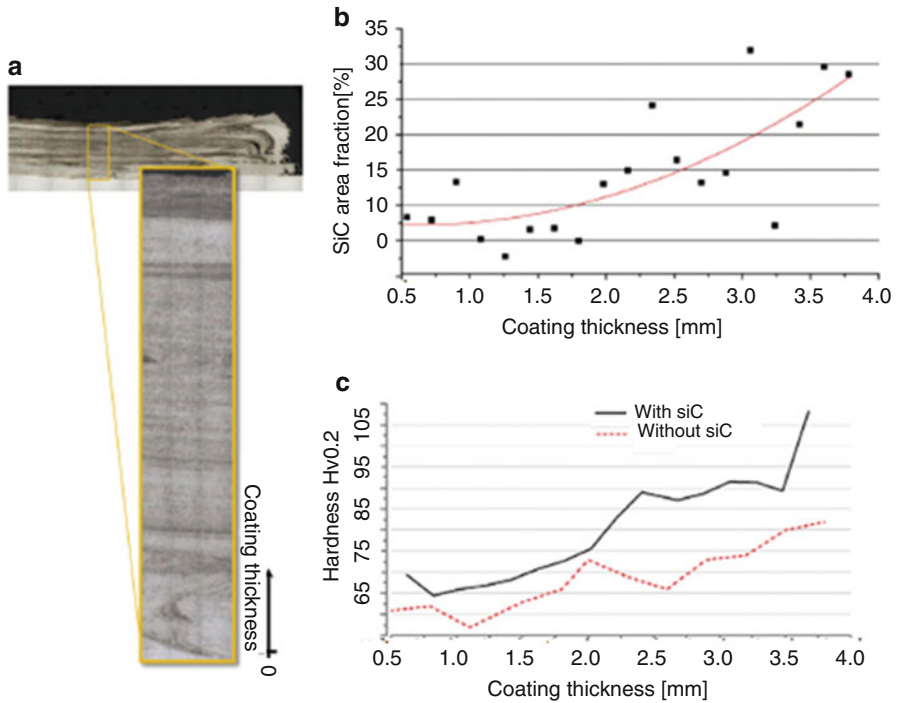 a
Coating thickness
0
b
SiC area fraction[%]
35
30
25
20
15
10
0
0.5 1.0 1.5 2.0 2.5 3.0 3.5 4.0
Coating thickness [mm]
c
With siC
Without siC
Hardness Hv0.2
105
95
85
75
65
0.5 1.0 1.5 2.0 2.5 3.0 3.5 4.0
Coating thickness [mm]